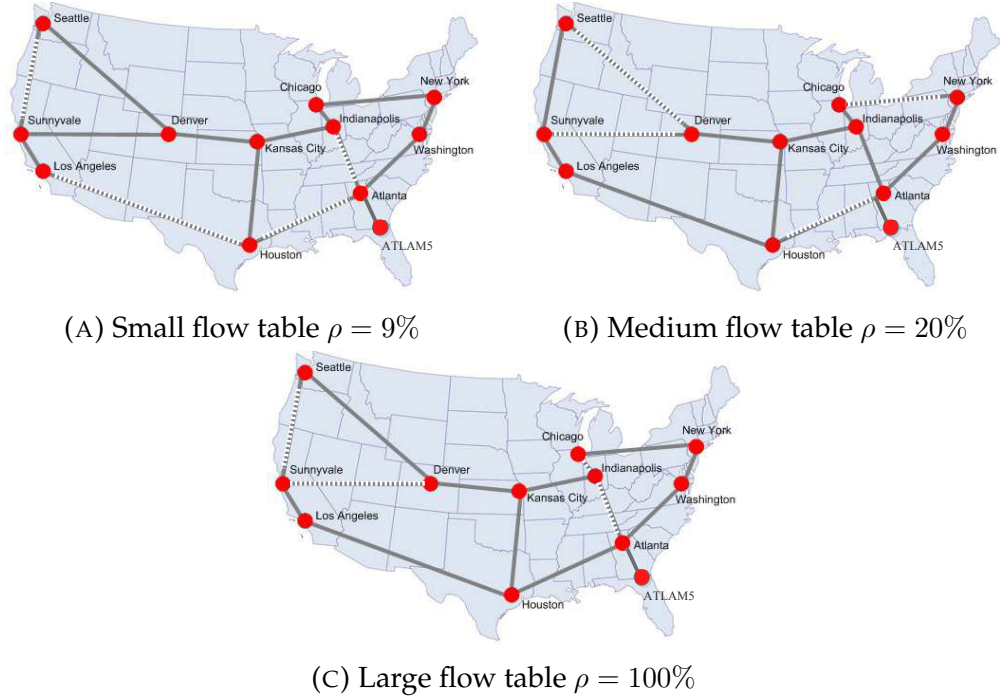 Seattle
Chicago
New York
Sunnyvale
Denver
Indianapolis
Kansas City
Washington
Los Angeles
Atlanta
ATLAM5
Houston
(A) Small flow table ρ = 9%
Seattle
Chicago
New York
Sunnyvale
Denver
Indianapolis
Kansas City
Washington
Los Angeles
Atlanta
ATLAM5
Houston
(B) Medium flow table ρ = 20%
Seattle
Chicago
New York
Sunnyvale
Denver
Indianapolis
Kansas City
Washington
Los Angeles
Atlanta
ATLAM5
Houston
(C) Large flow table ρ = 100%